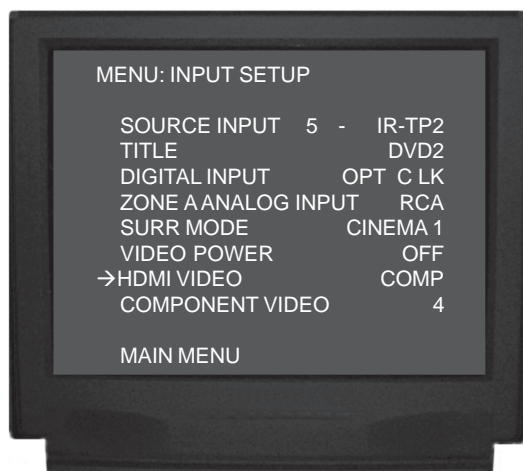 MENU: INPUT SETUP
SOURCE INPUT 5 - IR-TP2
TITLE DVD2
DIGITAL INPUT OPT C LK
ZONE A ANALOG INPUT RCA
SURR MODE CINEMA 1
VIDEO POWER OFF
→HDMI VIDEO COMP
COMPONENT VIDEO 4
MAIN MENU